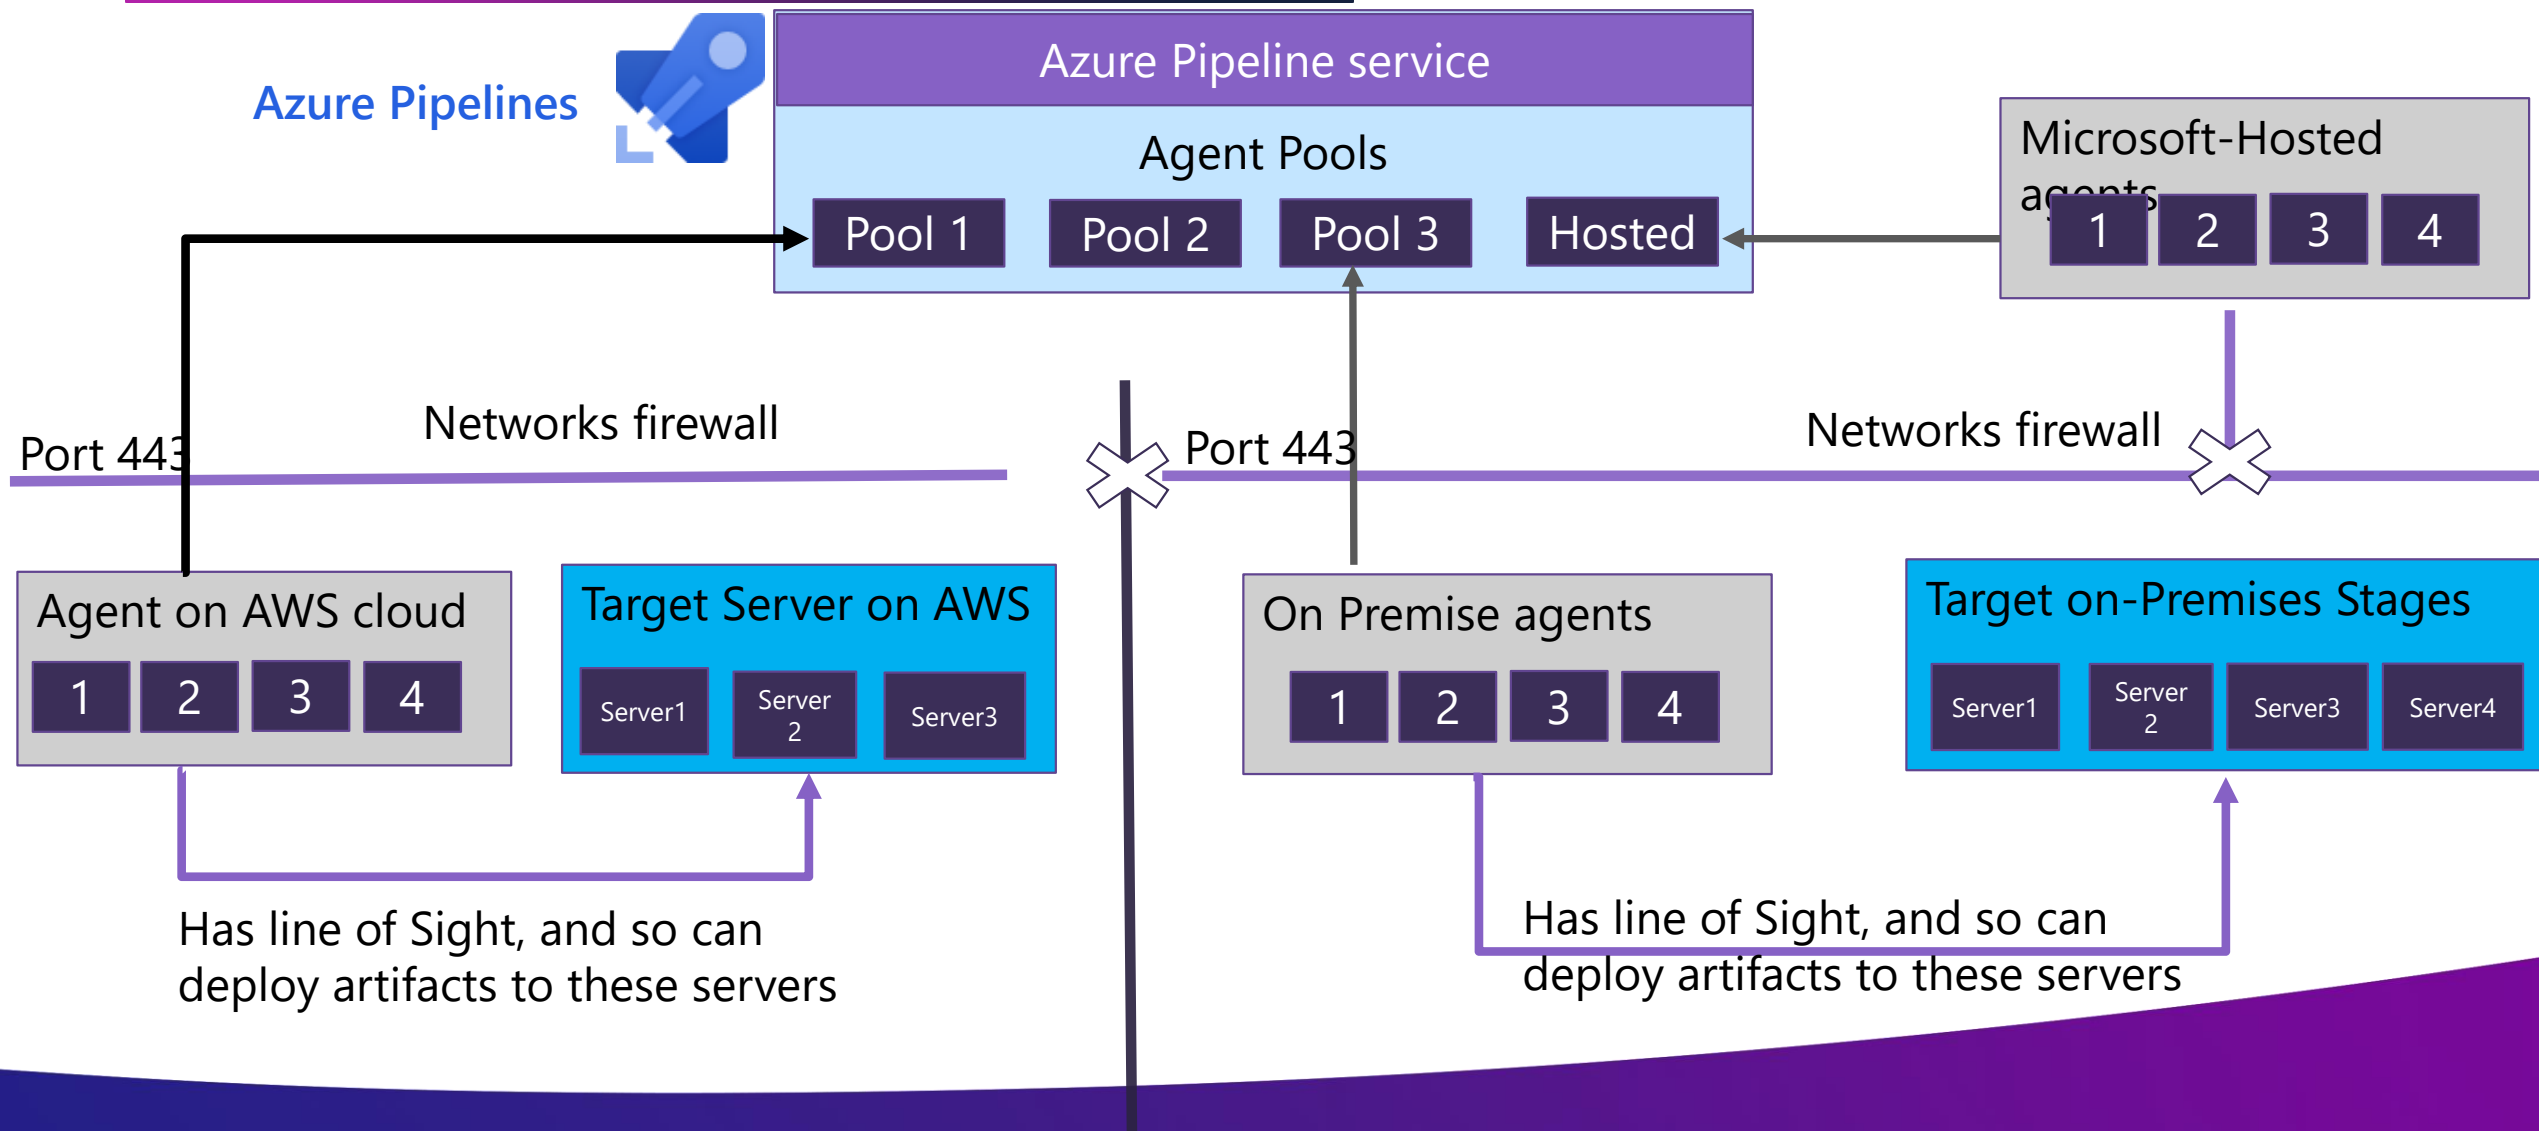 Azure Pipelines
Azure Pipeline service
Agent Pools
Pool 1
Pool 2
Pool 3
Hosted
Microsoft-Hosted
agents
1
2
3
4
Networks firewall
Port 443
Port 443
Networks firewall
Agent on AWS cloud
1
2
3
4
Target Server on AWS
Server1
Server
2
Server3
On Premise agents
1
2
3
4
Target on-Premises Stages
Server1
Server
2
Server3
Server4
Has line of Sight, and so can
deploy artifacts to these servers
Has line of Sight, and so can
deploy artifacts to these servers